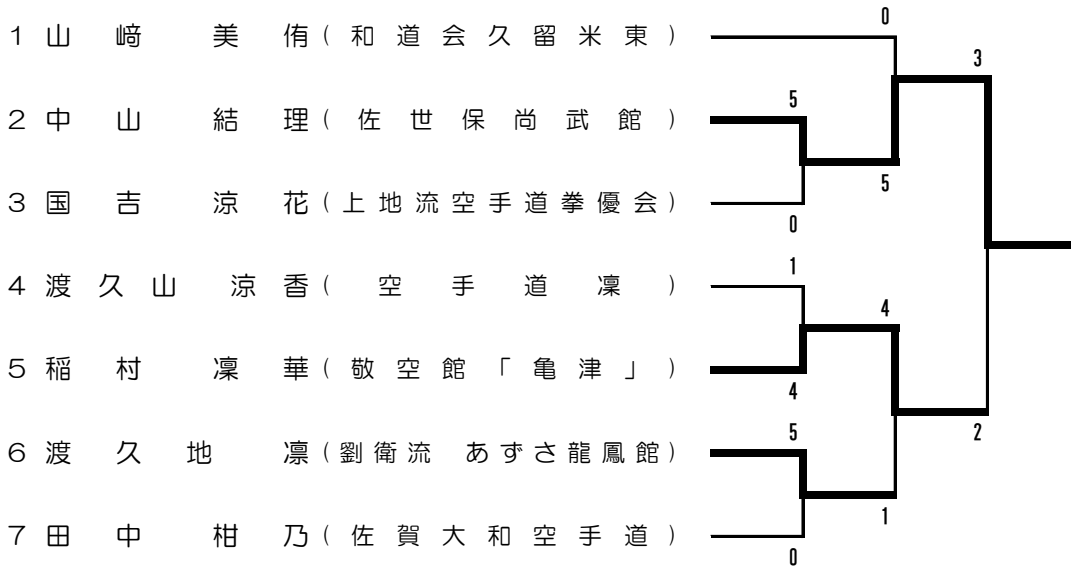 0
1 山﨑 美侑(和道会久留米東)
3
5
2 中山 結理(佐世保尚武館)
5
3 国吉 涼花(上地流空手道拳優会)
0
1
4 渡久山 涼香(空手道凜)
4
5 稲村 凜華(敬空館「亀津」)
4
5
2
6 渡久地 凛(劉衛流 あずさ龍鳳館)
1
7 田中 柑乃(佐賀大和空手道)
0